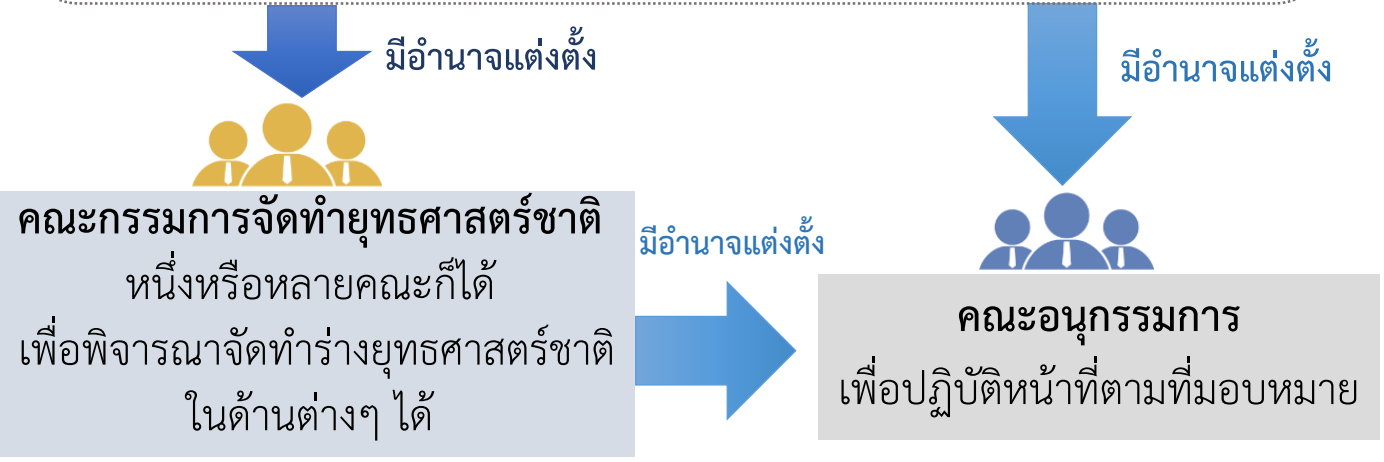 มีอำนาจแต่งตั้ง
มีอำนาจแต่งตั้ง
คณะกรรมการจัดทำยุทธศาสตร์ชาติ
หนึ่งหรือหลายคณะก็ได้
เพื่อพิจารณาจัดทำร่างยุทธศาสตร์ชาติ
ในด้านต่างๆ ได้
มีอำนาจแต่งตั้ง
คณะอนุกรรมการ
เพื่อปฏิบัติหน้าที่ตามที่มอบหมาย